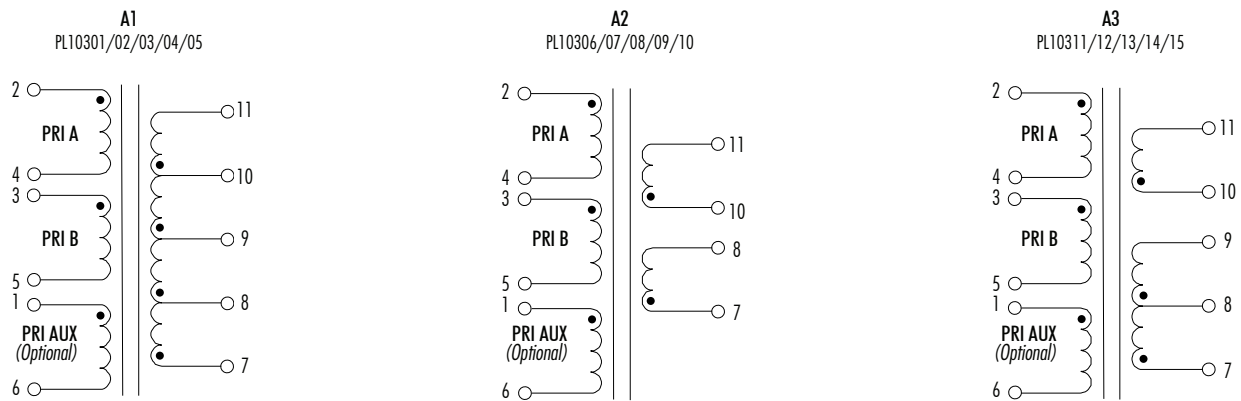 A1
PL10301/02/03/04/05
2
PRI A
4
3
PRI B
5
1
PRI AUX
(Optional)
6
11
10
9
8
7
A2
PL10306/07/08/09/10
2
PRI A
4
3
PRI B
5
1
PRI AUX
(Optional)
6
11
10
8
7
A3
PL10311/12/13/14/15
2
PRI A
4
3
PRI B
5
1
PRI AUX
(Optional)
6
11
10
9
8
7